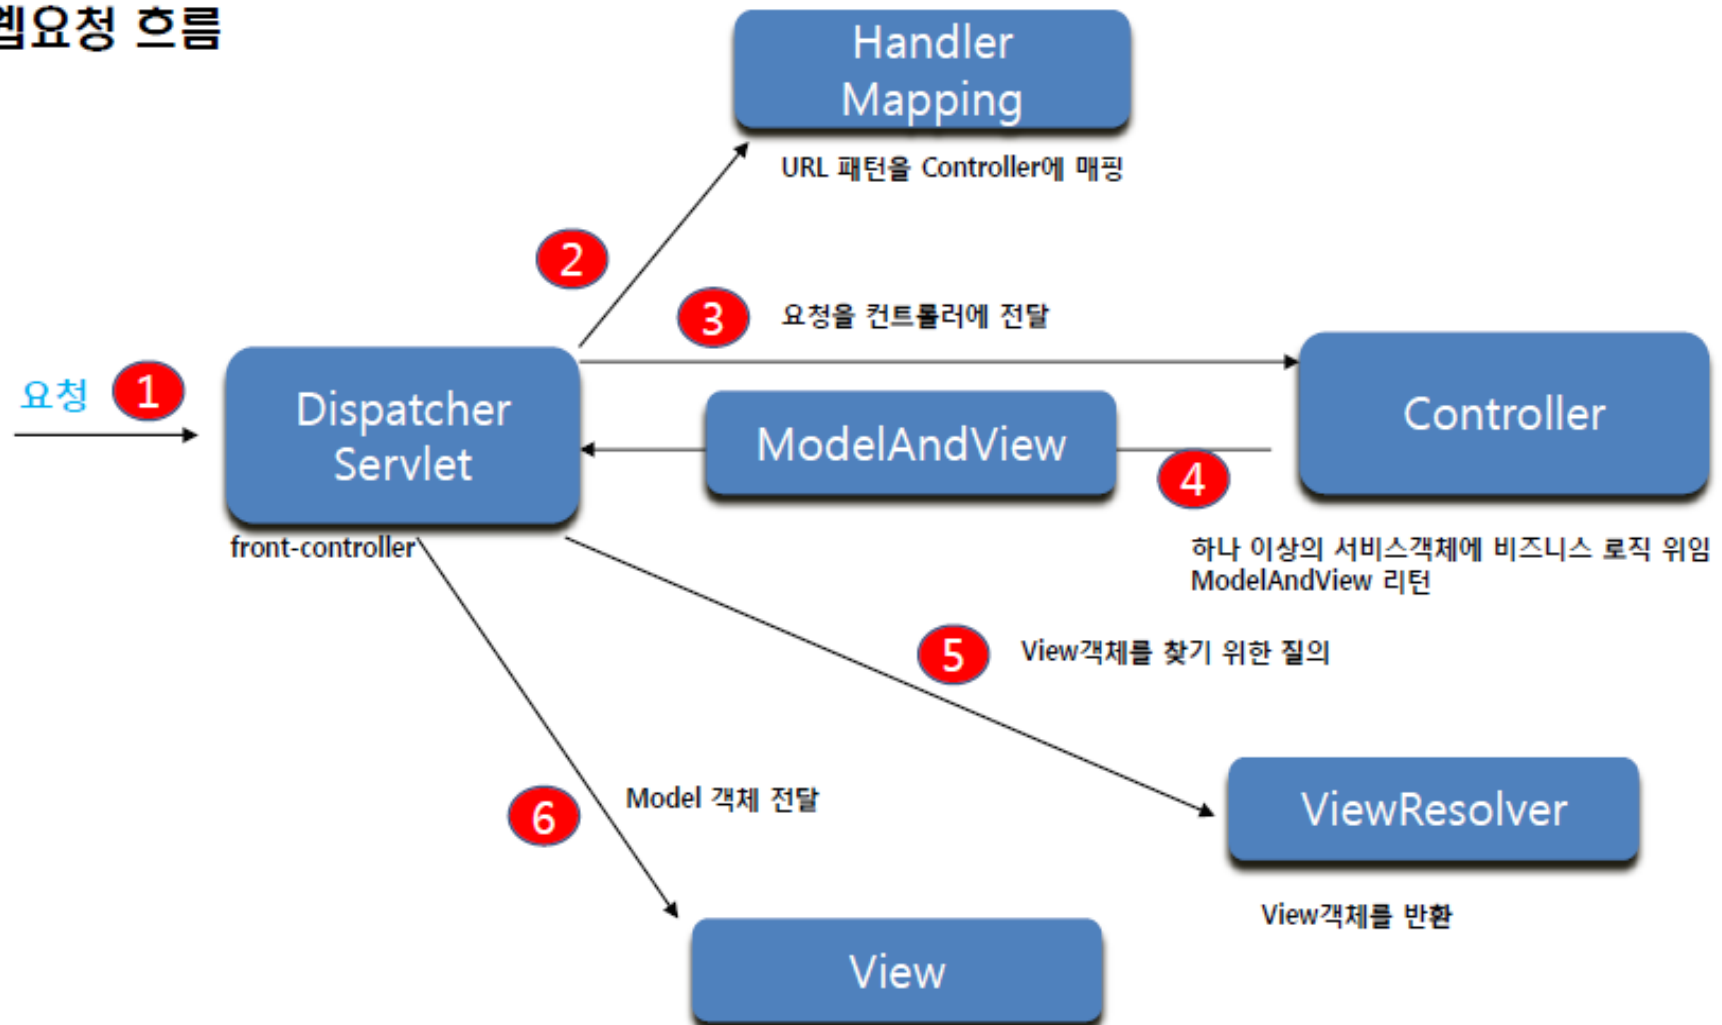 웹요청 흐름
Handler
Mapping
URL 패턴을 Controller에 매핑
2
3
요청을 컨트롤러에 전달
요청
1
Dispatcher
Servlet
ModelAndView
Controller
4
front-controller
하나 이상의 서비스객체에 비즈니스 로직 위임
ModelAndView 리턴
5
View객체를 찾기 위한 질의
6
Model 객체 전달
ViewResolver
View객체를 반환
View